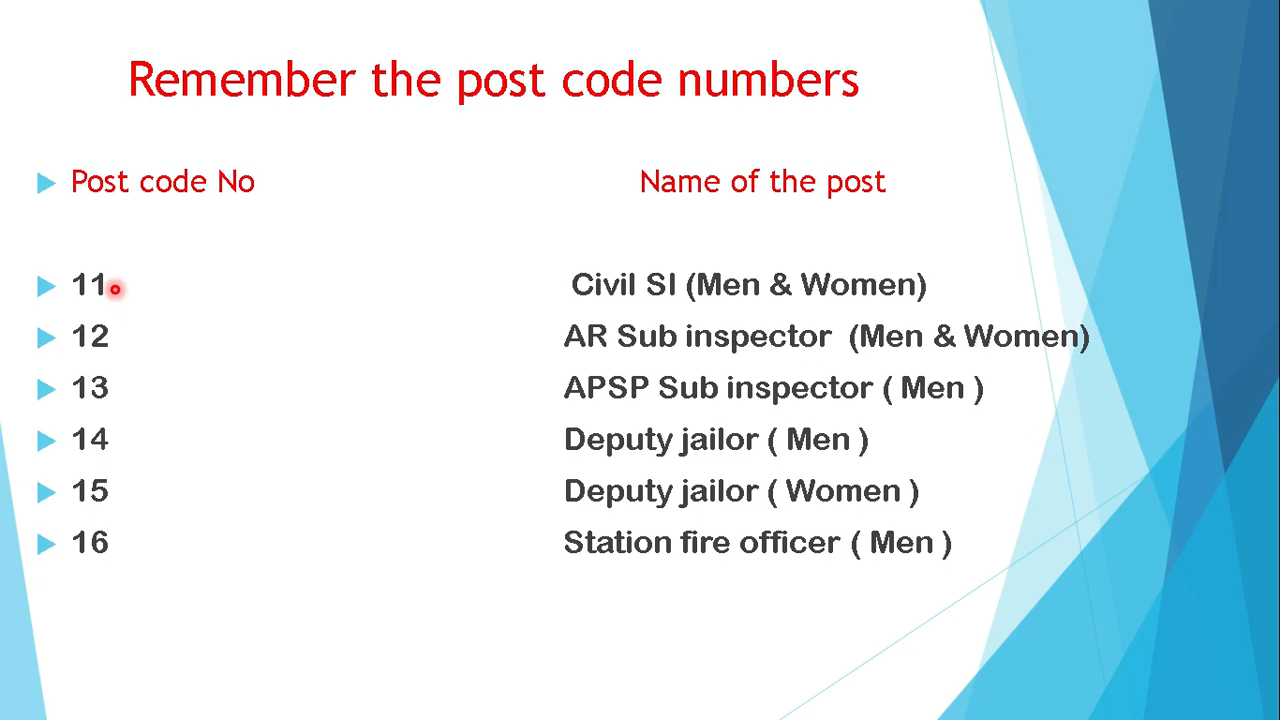 Remember the post code numbers
Post code No Name of the post
11 Civil SI (Men & Women)
12 AR Sub inspector (Men & Women)
13 APSP Sub inspector ( Men )
14 Deputy jailor ( Men )
15 Deputy jailor ( Women )
16 Station fire officer ( Men )